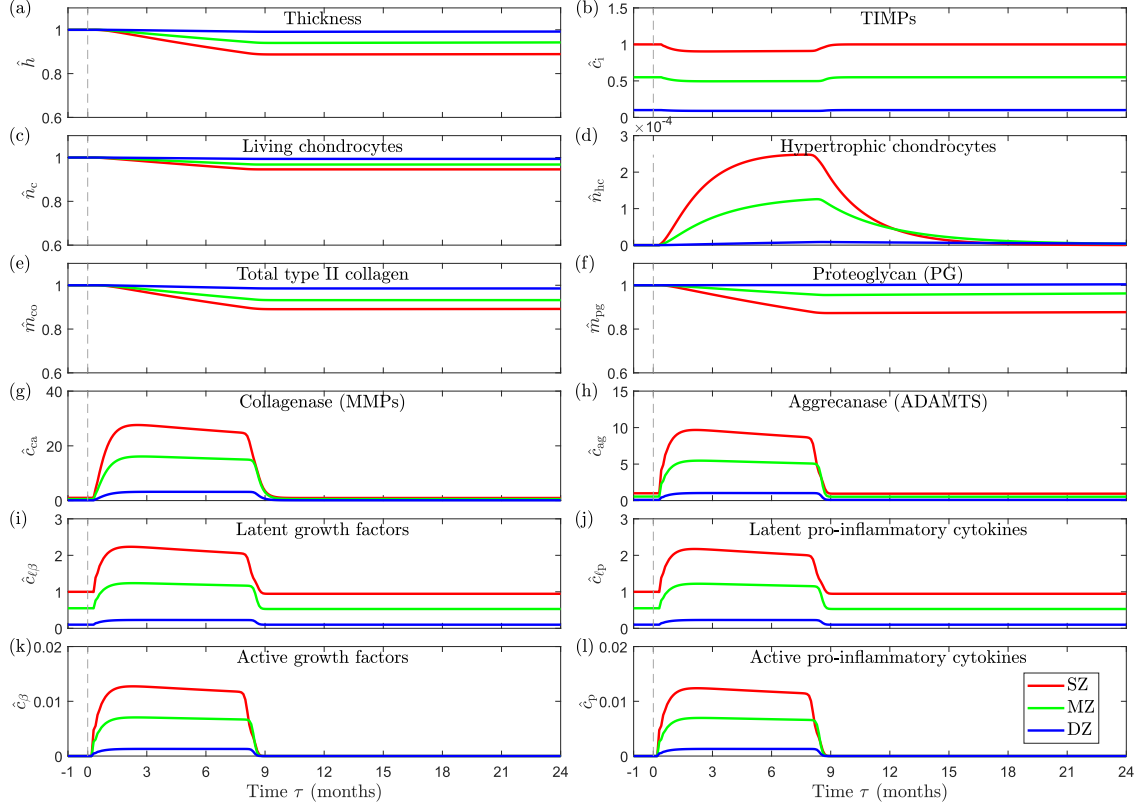 (a) Thickness
1
0.8
0.6
ĥ
(b) TIMPs
1.5
1
0.5
0
ĉi
(c) Living chondrocytes
1
0.8
0.6
n̂c
(d) Hypertrophic chondrocytes
×10-4
3
2
1
0
n̂hc
(e) Total type II collagen
1
0.8
0.6
m̂co
(f) Proteoglycan (PG)
1
0.8
0.6
m̂pg
(g) Collagenase (MMPs)
40
20
0
ĉca
(h) Aggrecanase (ADAMTS)
15
10
5
0
ĉag
(i) Latent growth factors
3
2
1
0
ĉℓβ
(j) Latent pro-inflammatory cytokines
3
2
1
0
ĉℓp
(k) Active growth factors
0.02
0.01
0
ĉβ
-1 0 3 6 9 12 15 18 21 24
Time τ (months)
(l) Active pro-inflammatory cytokines
0.02
0.01
0
ĉp
SZ
MZ
DZ
-1 0 3 6 9 12 15 18 21 24
Time τ (months)